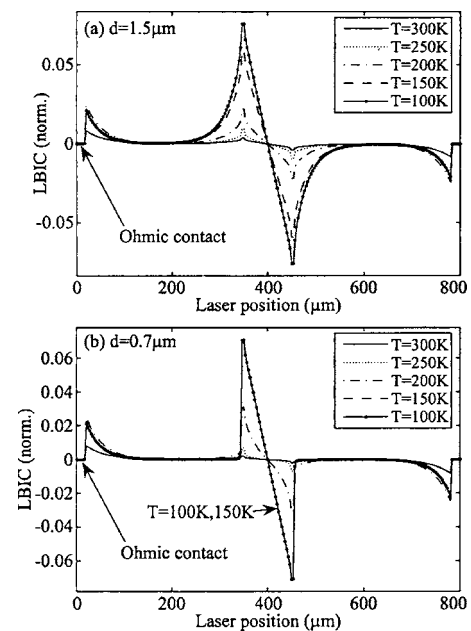 (a) d=1.5μm
T=300K
T=250K
T=200K
T=150K
T=100K
LBIC (norm.)
0.05
0
-0.05
Ohmic contact
0 200 400 600 800
Laser position (μm)
(b) d=0.7μm
T=300K
T=250K
T=200K
T=150K
T=100K
LBIC (norm.)
0.06
0.04
0.02
0
-0.02
-0.04
-0.06
T=100K,150K
Ohmic contact
0 200 400 600 800
Laser position (μm)